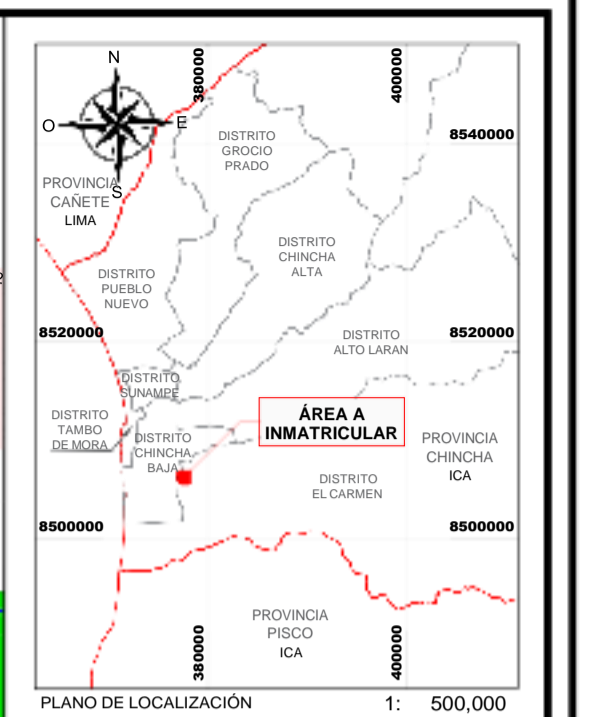 N
O
E
S
380000
400000
8540000
DISTRITO
GROCIO
PRADO
PROVINCIA
CAÑETE
LIMA
DISTRITO
CHINCHA
ALTA
DISTRITO
PUEBLO
NUEVO
8520000
8520000
DISTRITO
ALTO LARAN
DISTRITO
SUNAMPE
DISTRITO
TAMBO
DE MORA
DISTRITO
CHINCHA
BAJA
ÁREA A
INMATRICULAR
PROVINCIA
CHINCHA
ICA
DISTRITO
EL CARMEN
8500000
8500000
PROVINCIA
PISCO
ICA
380000
400000
PLANO DE LOCALIZACIÓN
1: 500,000